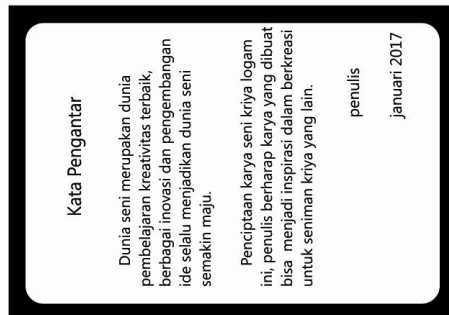 Kata Pengantar
Dunia seni merupakan dunia
pembelajaran kreativitas terbaik,
berbagai inovasi dan pengembangan
ide selalu menjadikan dunia seni
semakin maju.
Penciptaan karya seni kriya logam
ini, penulis berharap karya yang dibuat
bisa menjadi inspirasi dalam berkreasi
untuk seniman kriya yang lain.
penulis
januari 2017